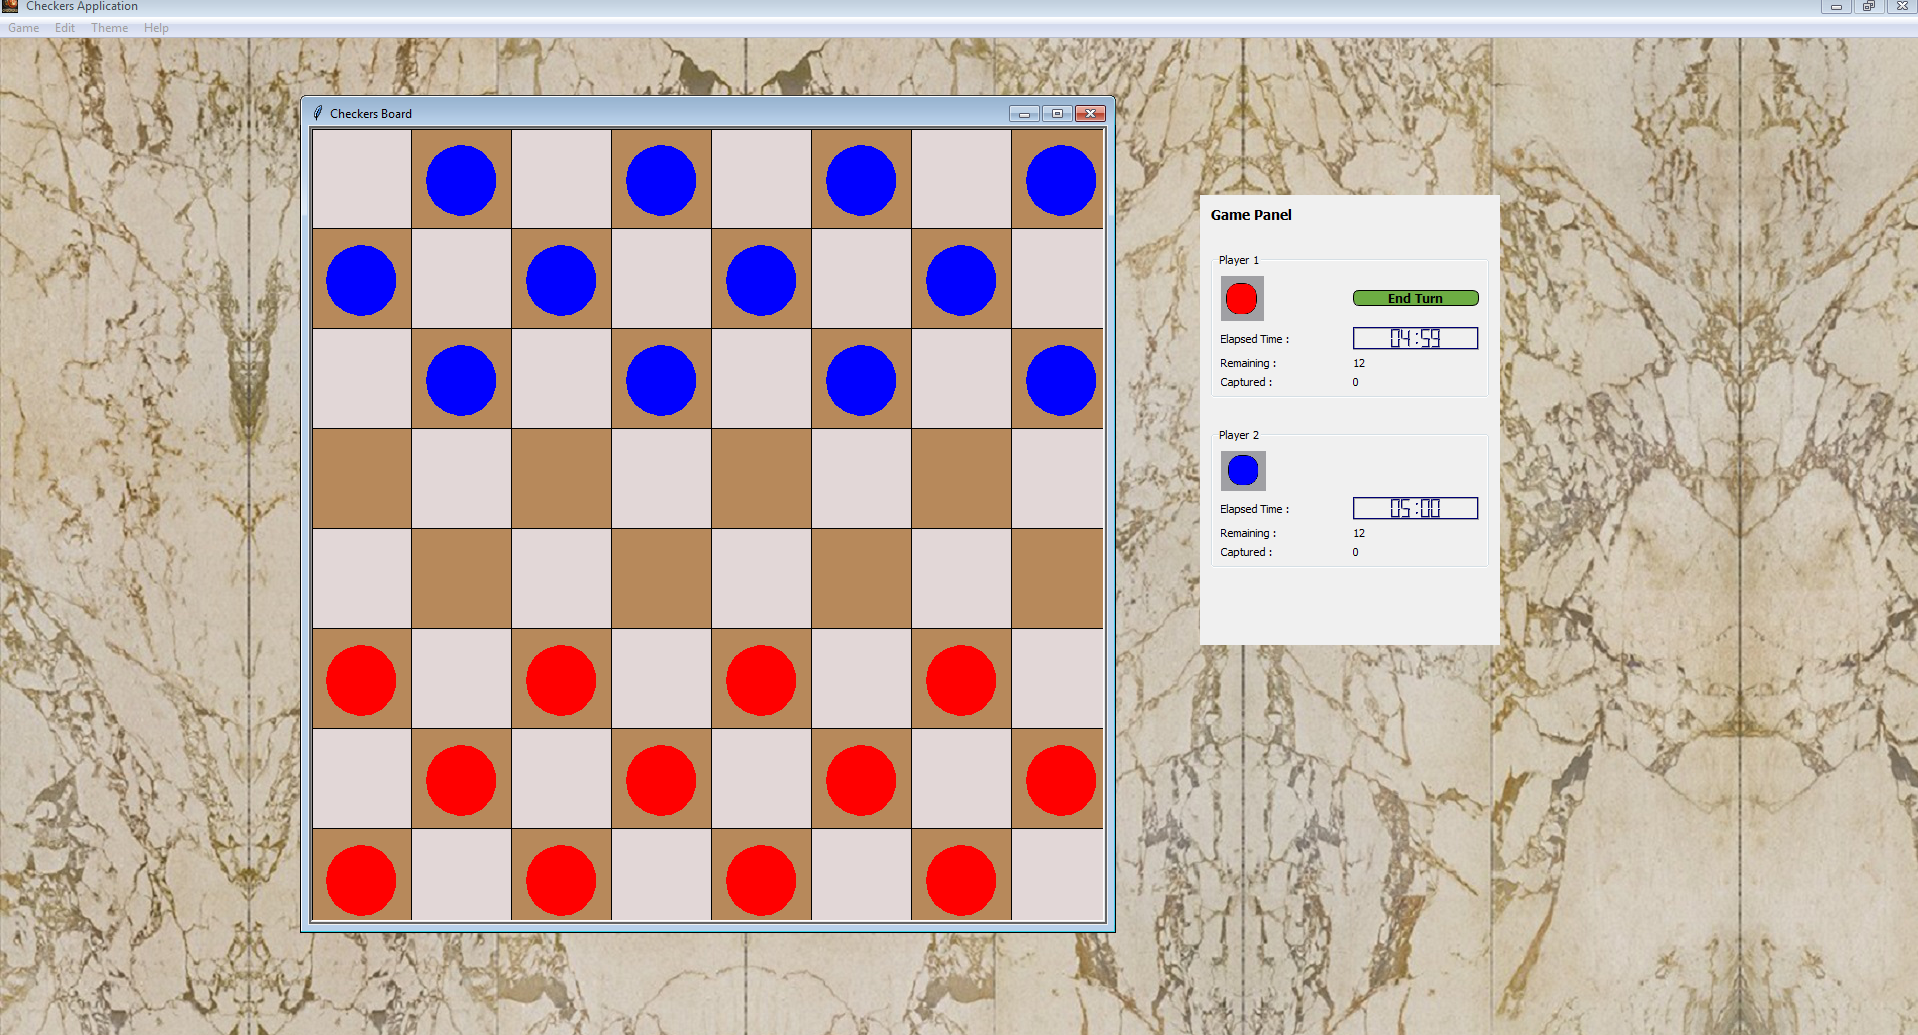 Checkers Application
Game Edit Theme Help
Checkers Board
Game Panel
Player 1
End Turn
Elapsed Time : 04:59
Remaining : 12
Captured : 0
Player 2
Elapsed Time : 05:00
Remaining : 12
Captured : 0